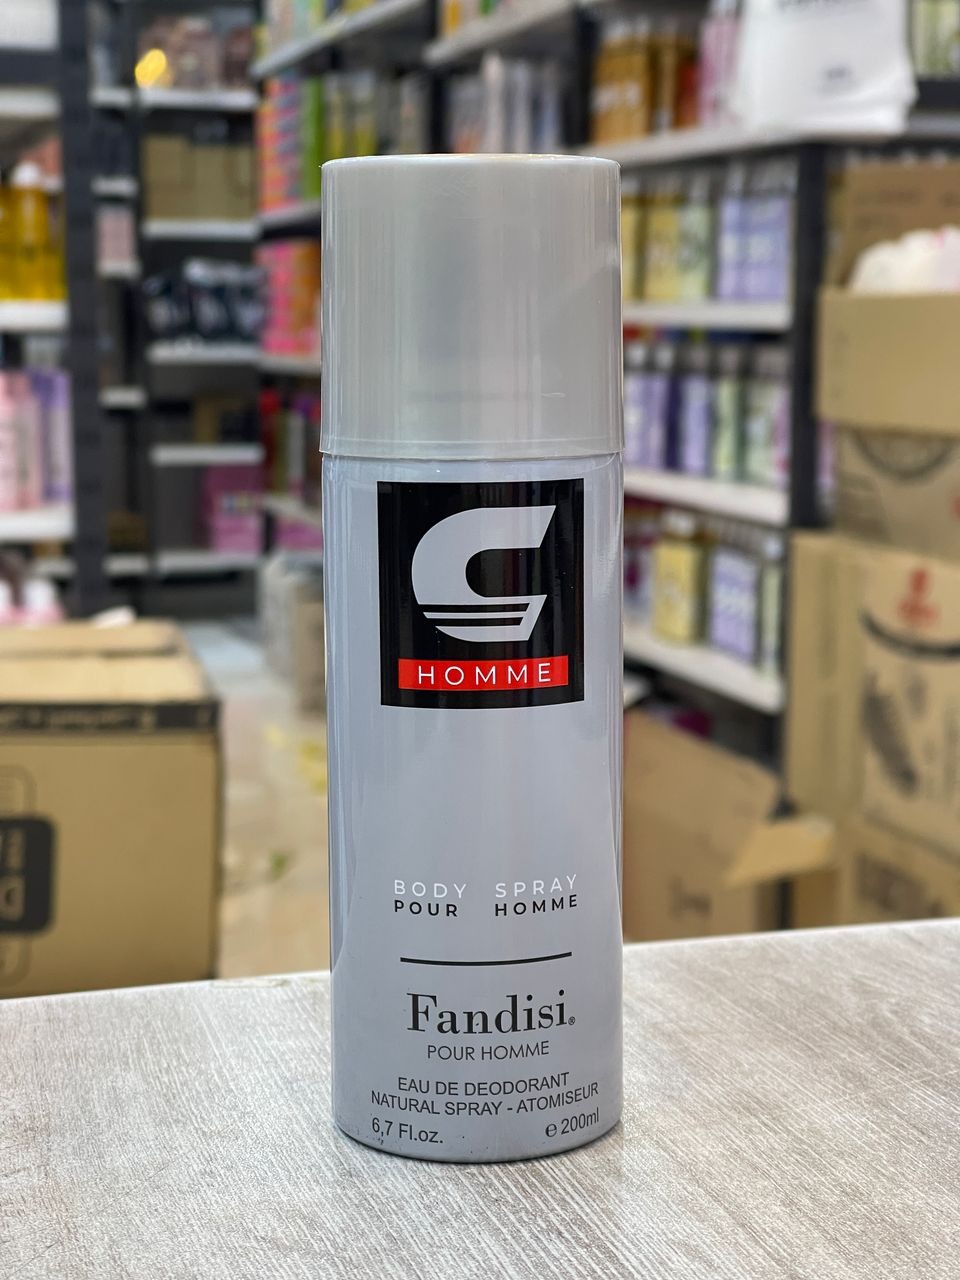 HOMME
BODY SPRAY
POUR HOMME
Fandisi®
POUR HOMME
EAU DE DEODORANT
NATURAL SPRAY - ATOMISEUR
6,7 Fl.oz. ℮ 200ml